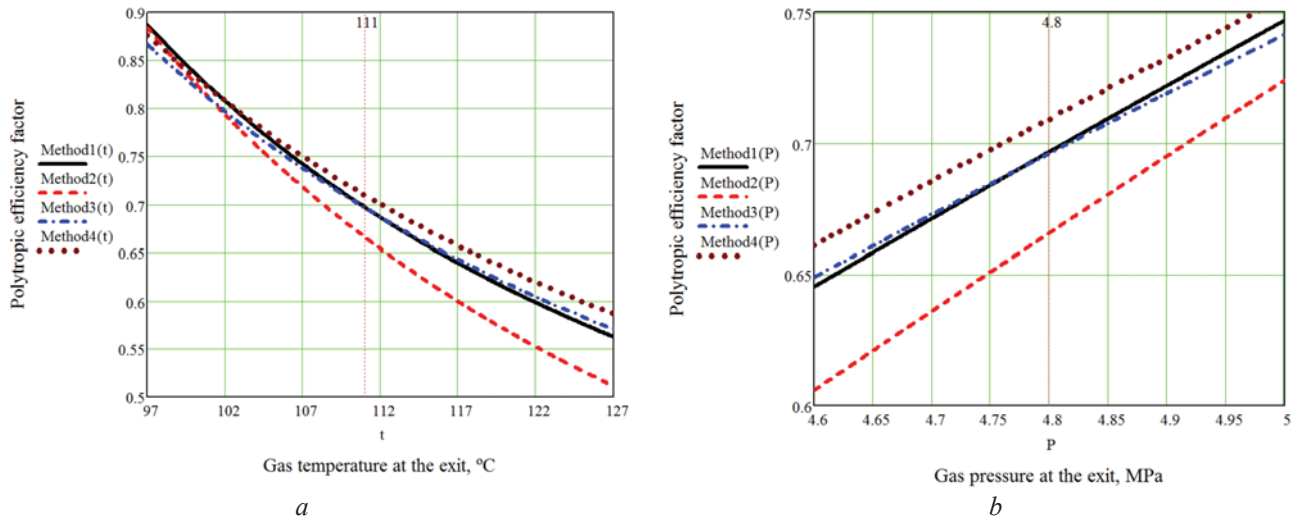 0.9
0.85
0.8
0.75
0.7
0.65
0.6
0.55
0.5
111
Polytropic efficiency factor
Method1(t)
Method2(t)
Method3(t)
Method4(t)
97 102 107 112 117 122 127
t
Gas temperature at the exit, ºC
a
0.75
0.7
0.65
0.6
4.8
Polytropic efficiency factor
Method1(P)
Method2(P)
Method3(P)
Method4(P)
4.6 4.65 4.7 4.75 4.8 4.85 4.9 4.95 5
P
Gas pressure at the exit, MPa
b